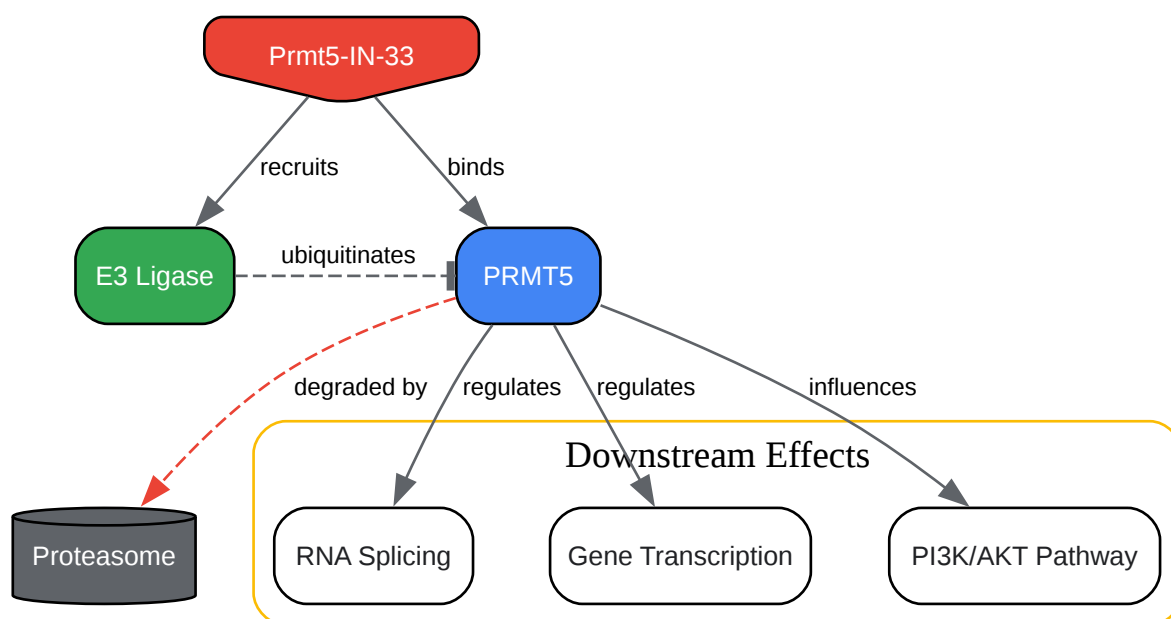 Prmt5-IN-33
recruits
binds
E3 Ligase
ubiquitinates
PRMT5
degraded by
regulates
regulates
influences
Downstream Effects
Proteasome
RNA Splicing
Gene Transcription
PI3K/AKT Pathway